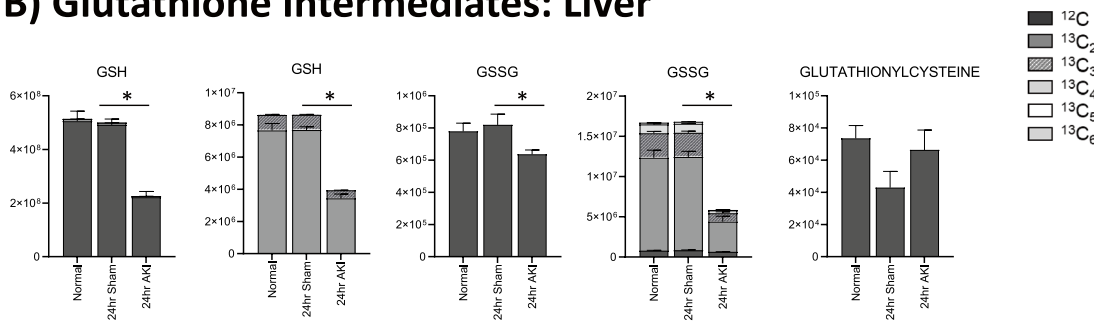 B) Glutathione Intermediates: Liver
¹²C
¹³C₂
¹³C₃
¹³C₄
¹³C₅
¹³C₆
GSH
6×10⁸
4×10⁸
2×10⁸
0
*
Normal
24hr Sham
24hr AKI
GSH
1×10⁷
8×10⁶
6×10⁶
4×10⁶
2×10⁶
0
*
Normal
24hr Sham
24hr AKI
GSSG
1×10⁶
8×10⁵
6×10⁵
4×10⁵
2×10⁵
0
*
Normal
24hr Sham
24hr AKI
GSSG
2×10⁷
1.5×10⁷
1×10⁷
5×10⁶
0
*
Normal
24hr Sham
24hr AKI
GLUTATHIONYLCYSTEINE
1×10⁵
8×10⁴
6×10⁴
4×10⁴
2×10⁴
0
Normal
24hr Sham
24hr AKI